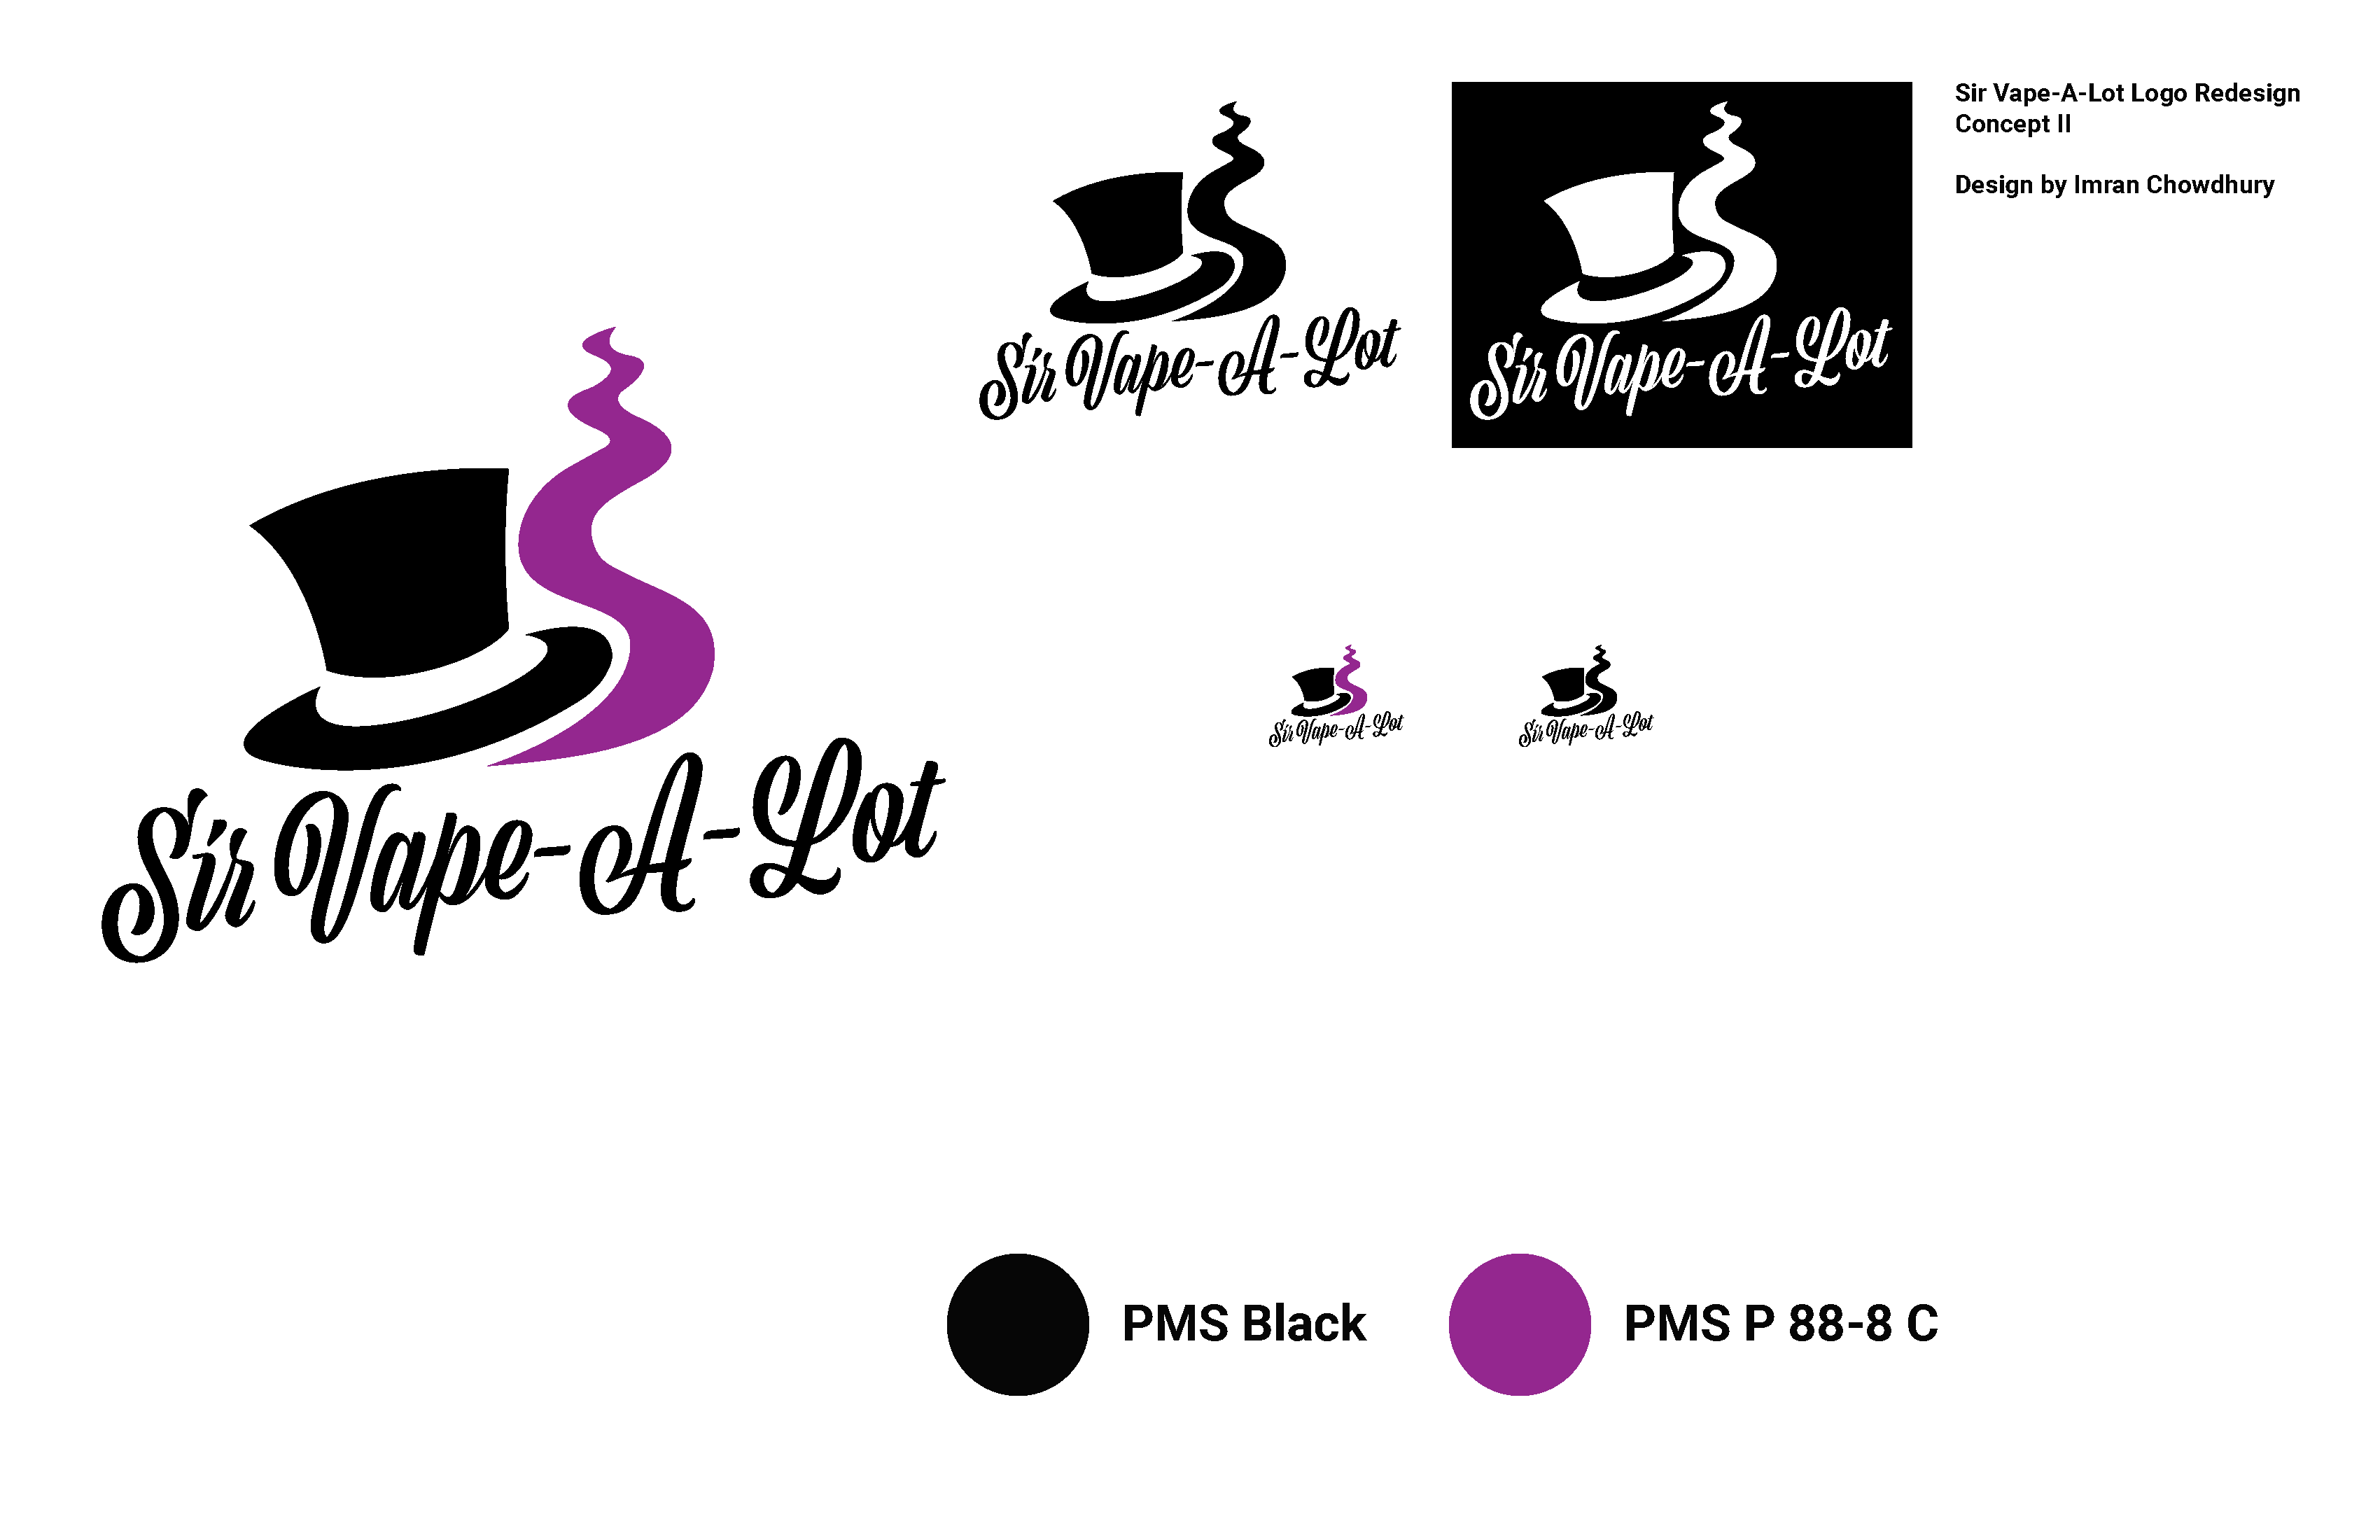 Sir Vape-A-Lot Logo Redesign
Concept II
Design by Imran Chowdhury
Sir Vape-A-Lot
Sir Vape-A-Lot
Sir Vape-A-Lot
Sir Vape-A-Lot
Sir Vape-A-Lot
PMS Black
PMS P 88-8 C